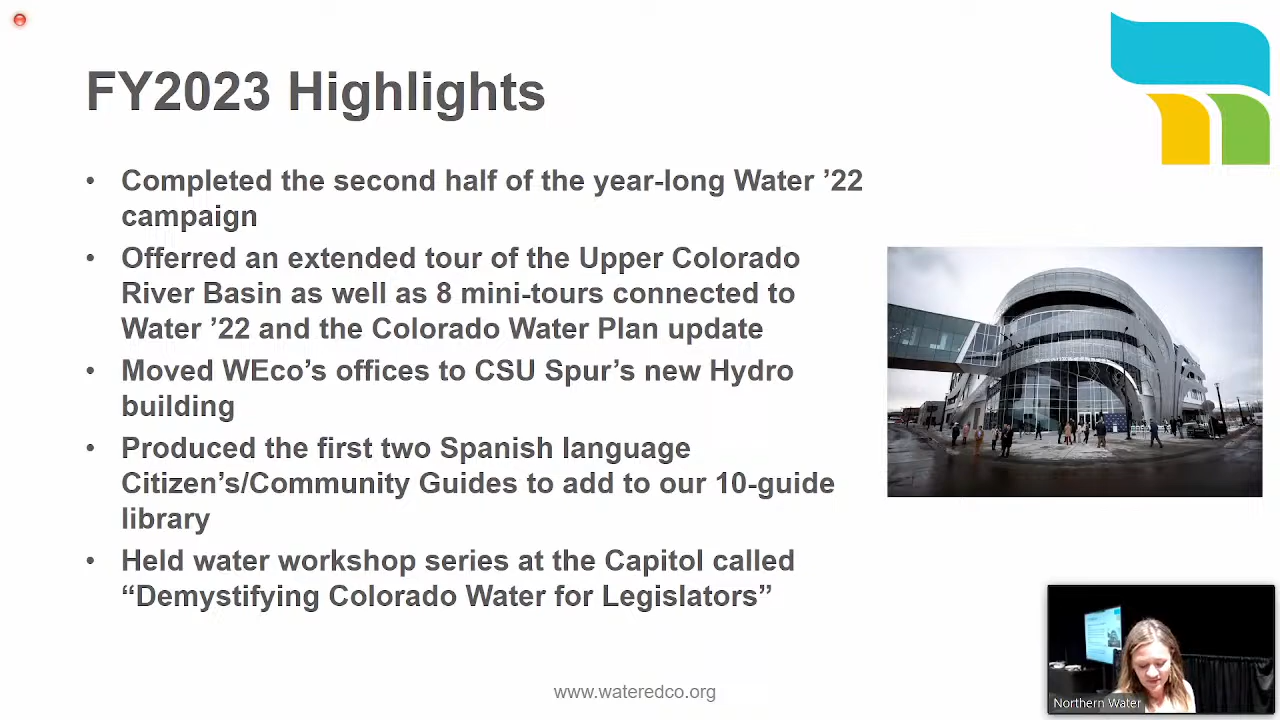 FY2023 Highlights
• Completed the second half of the year-long Water ’22
campaign
• Offerred an extended tour of the Upper Colorado
River Basin as well as 8 mini-tours connected to
Water ’22 and the Colorado Water Plan update
• Moved WEco’s offices to CSU Spur’s new Hydro
building
• Produced the first two Spanish language
Citizen’s/Community Guides to add to our 10-guide
library
• Held water workshop series at the Capitol called
“Demystifying Colorado Water for Legislators”
www.wateredco.org
Northern Water